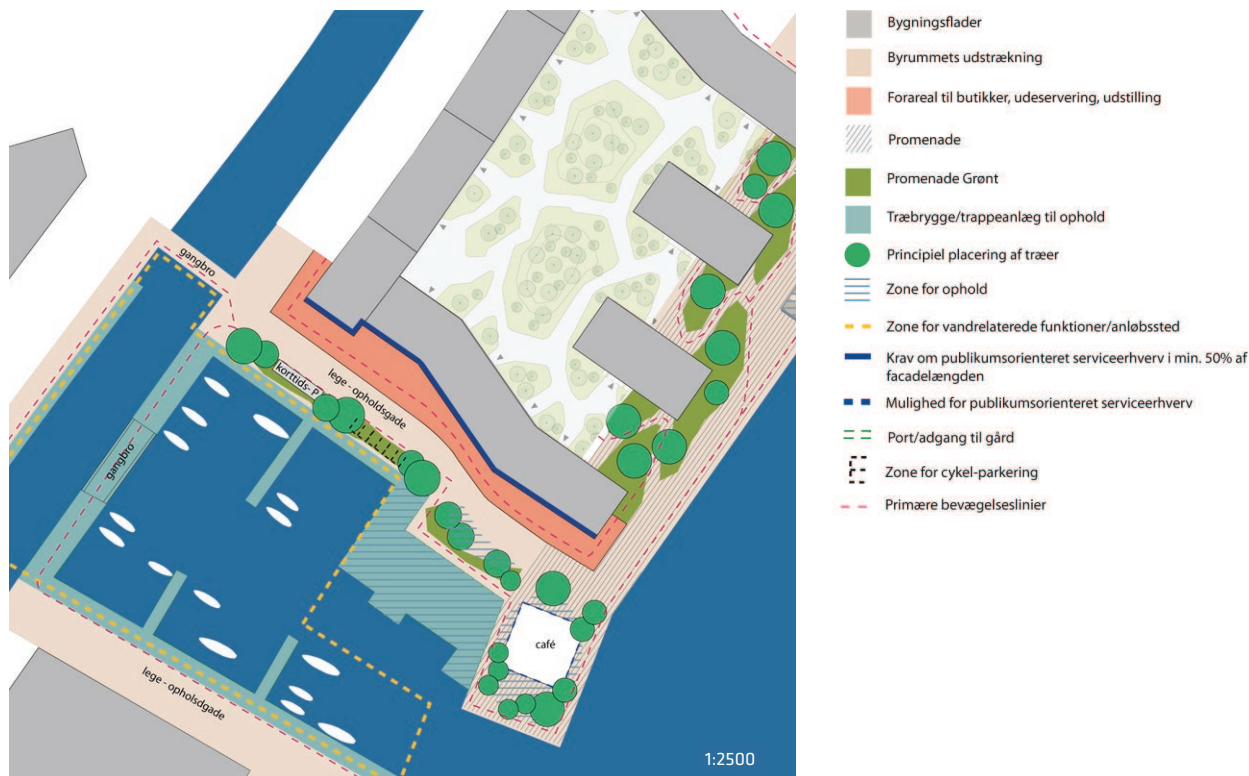 gangbro
korttids- P
lege - opholdsgade
gangbro
café
lege - opholsdgade
1:2500
Bygningsflader
Byrummets udstrækning
Forareal til butikker, udeservering, udstilling
Promenade
Promenade Grønt
Træbrygge/trappeanlæg til ophold
Principiel placering af træer
Zone for ophold
Zone for vandrelaterede funktioner/anløbssted
Krav om publikumsorienteret serviceerhverv i min. 50% af
facadelængden
Mulighed for publikumsorienteret serviceerhverv
Port/adgang til gård
Zone for cykel-parkering
Primære bevægelseslinier